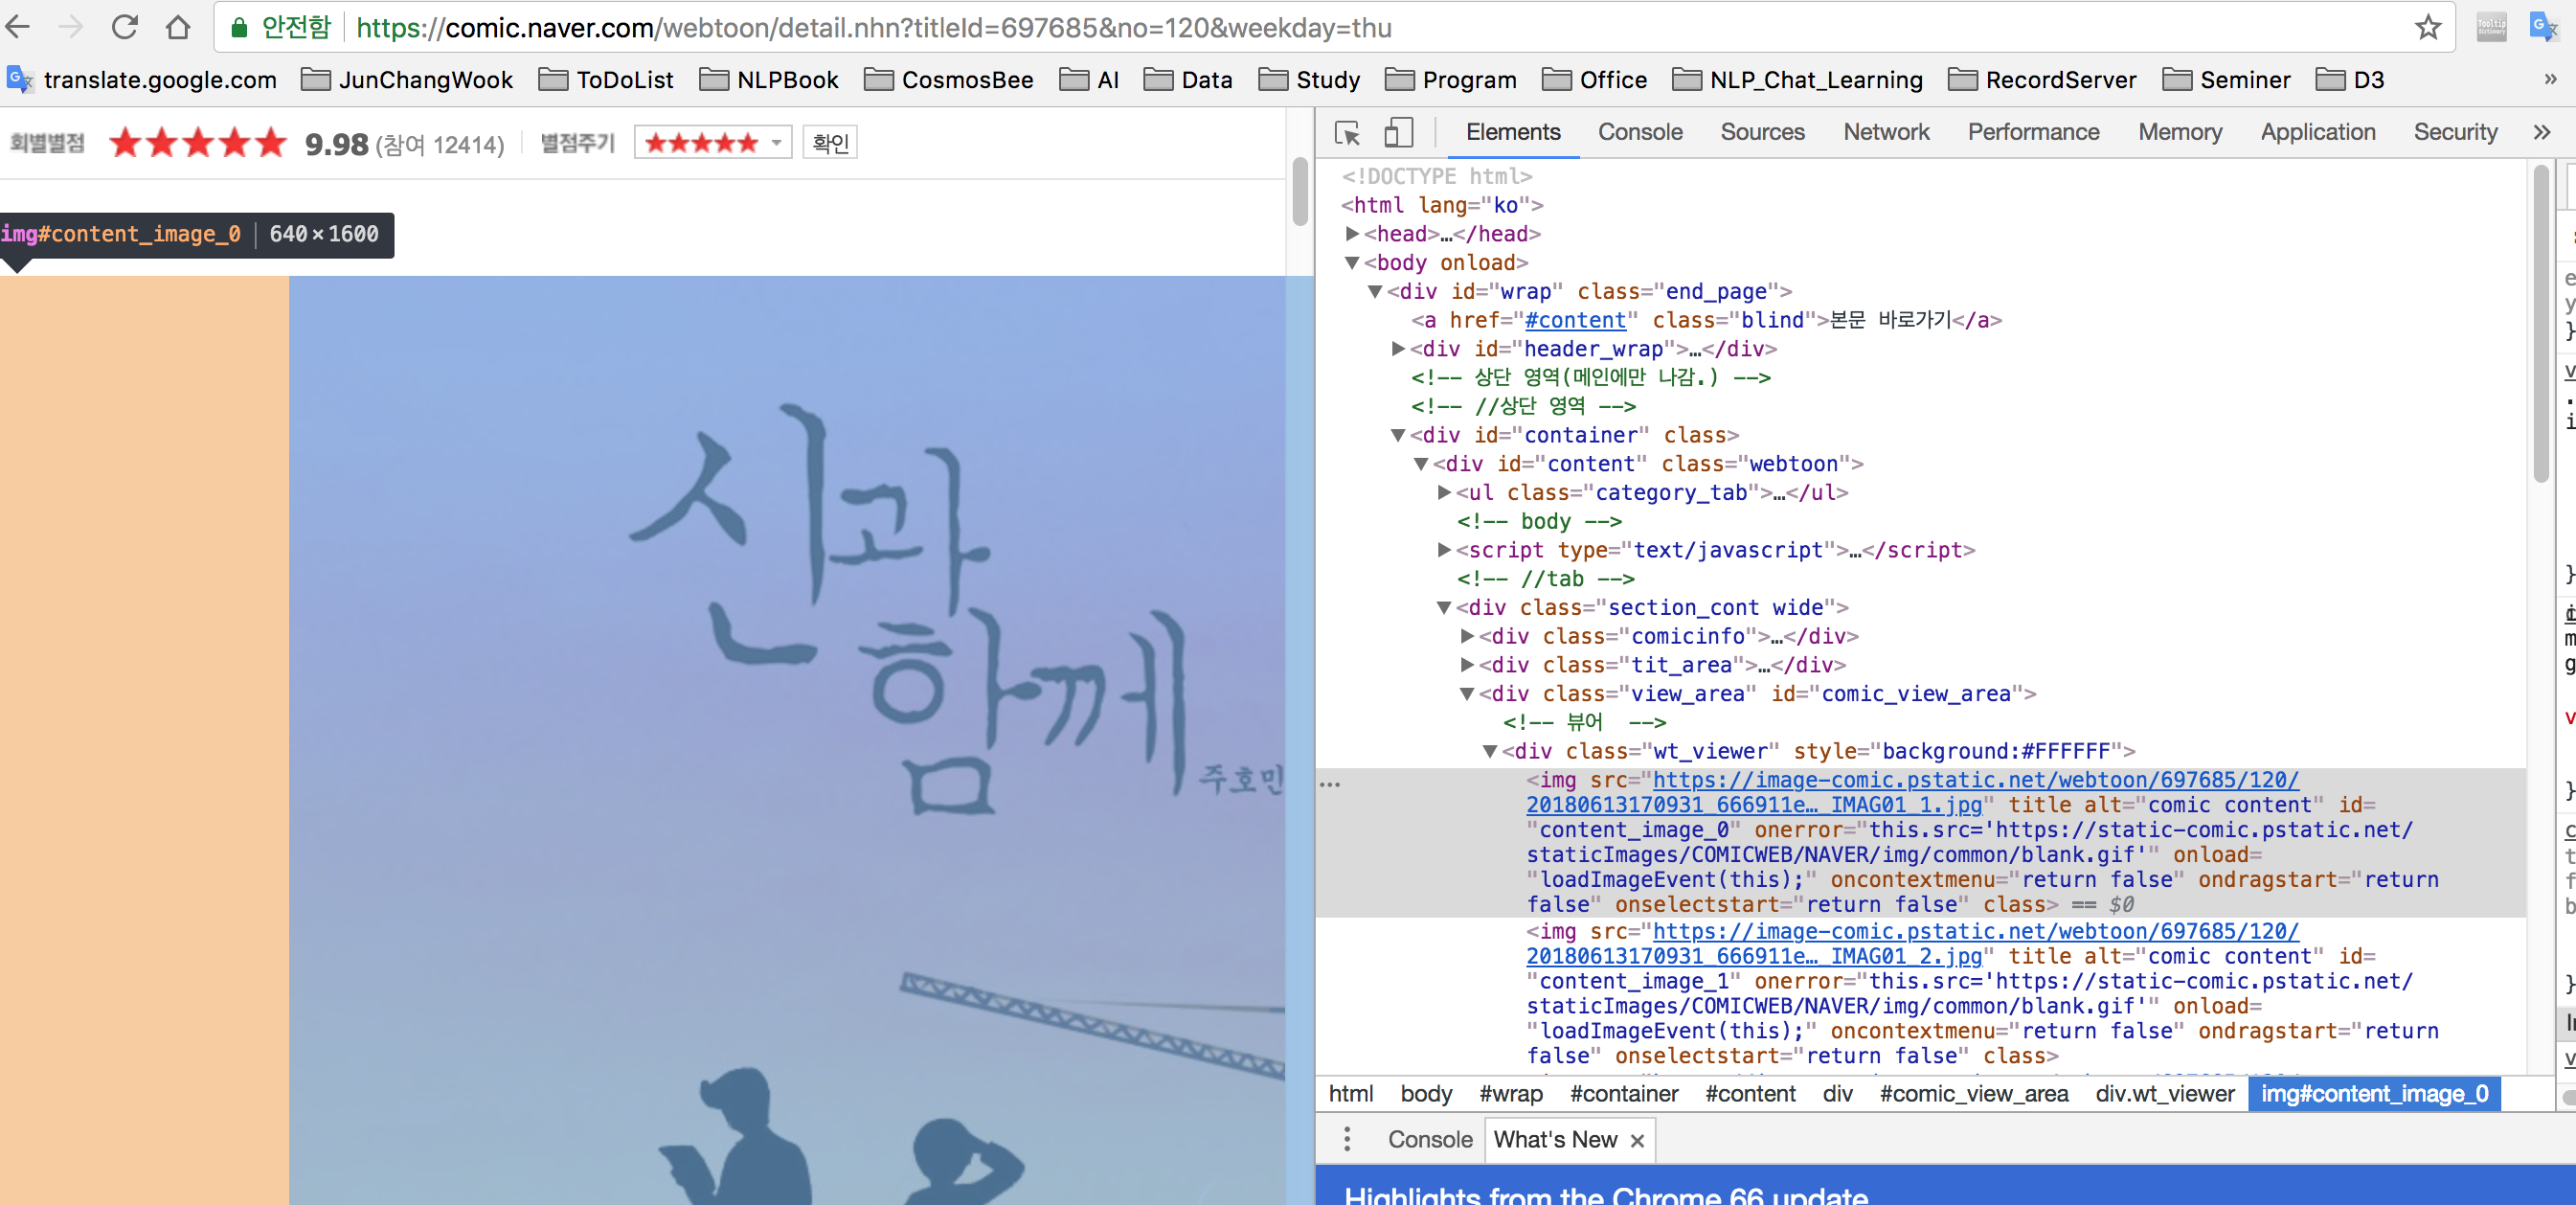 안전함 https://comic.naver.com/webtoon/detail.nhn?titleId=697685&no=120&weekday=thu
translate.google.com JunChangWook ToDoList NLPBook CosmosBee AI Data Study Program Office NLP_Chat_Learning RecordServer Seminer D3 »
회별별점 9.98 (참여 12414) 별점주기 확인
img#content_image_0 640 × 1600
신과
함께
주호민
Elements Console Sources Network Performance Memory Application Security »
<!DOCTYPE html>
<html lang="ko">
<head>…</head>
<body onload>
<div id="wrap" class="end_page">
<a href="#content" class="blind">본문 바로가기</a>
<div id="header_wrap">…</div>
<!-- 상단 영역(메인에만 나감.) -->
<!-- //상단 영역 -->
<div id="container" class>
<div id="content" class="webtoon">
<ul class="category_tab">…</ul>
<!-- body -->
<script type="text/javascript">…</script>
<!-- //tab -->
<div class="section_cont wide">
<div class="comicinfo">…</div>
<div class="tit_area">…</div>
<div class="view_area" id="comic_view_area">
<!-- 뷰어  -->
<div class="wt_viewer" style="background:#FFFFFF">
<img src="https://image-comic.pstatic.net/webtoon/697685/120/
20180613170931_666911e…_IMAG01_1.jpg" title alt="comic content" id=
"content_image_0" onerror="this.src='https://static-comic.pstatic.net/
staticImages/COMICWEB/NAVER/img/common/blank.gif'" onload=
"loadImageEvent(this);" oncontextmenu="return false" ondragstart="return
false" onselectstart="return false" class> == $0
<img src="https://image-comic.pstatic.net/webtoon/697685/120/
20180613170931_666911e…_IMAG01_2.jpg" title alt="comic content" id=
"content_image_1" onerror="this.src='https://static-comic.pstatic.net/
staticImages/COMICWEB/NAVER/img/common/blank.gif'" onload=
"loadImageEvent(this);" oncontextmenu="return false" ondragstart="return
false" onselectstart="return false" class>
html body #wrap #container #content div #comic_view_area div.wt_viewer img#content_image_0
Console What's New ×
Highlights from the Chrome 66 update